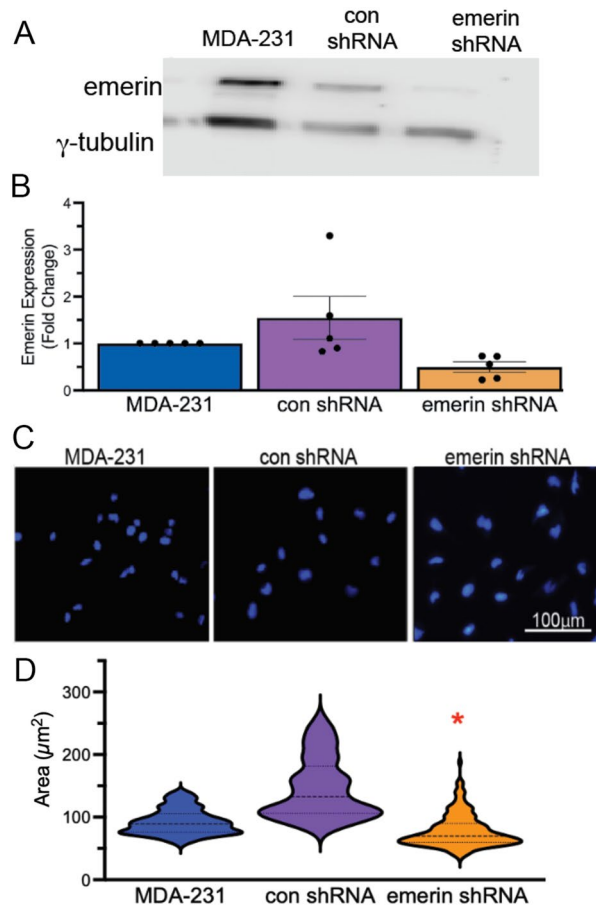 A
MDA-231
con
shRNA
emerin
shRNA
emerin
γ-tubulin
B
Emerin Expression
(Fold Change)
4
3
2
1
0
MDA-231
con shRNA
emerin shRNA
C
MDA-231
con shRNA
emerin shRNA
100µm
D
Area (µm²)
300
200
100
0
*
MDA-231
con shRNA
emerin shRNA